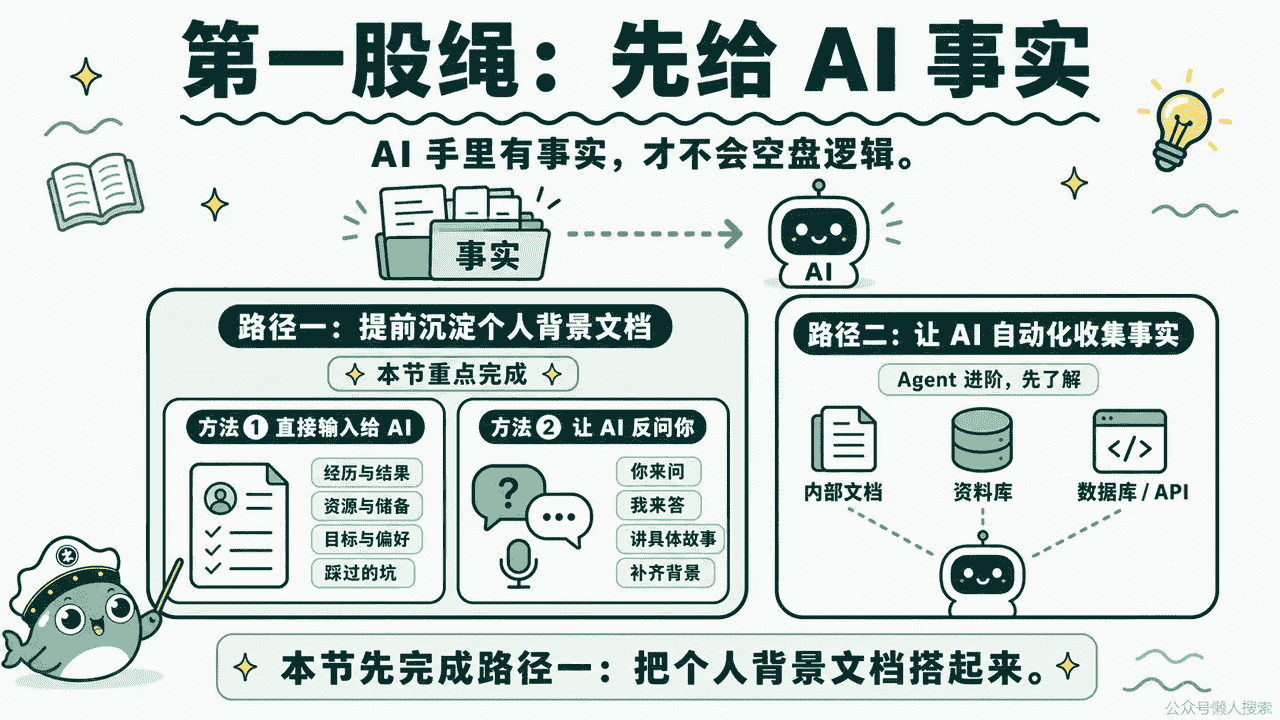 第一股绳：先给 AI 事实
AI 手里有事实，才不会空盘逻辑。
事实
AI
路径一：提前沉淀个人背景文档
本节重点完成
方法 1 直接输入给 AI
经历与结果
资源与储备
目标与偏好
踩过的坑
方法 2 让 AI 反问你
?
你来问
我来答
讲具体故事
补齐背景
路径二：让 AI 自动化收集事实
Agent 进阶，先了解
内部文档
资料库
</>
数据库 / API
本节先完成路径一：把个人背景文档搭起来。
公众号懒人搜索